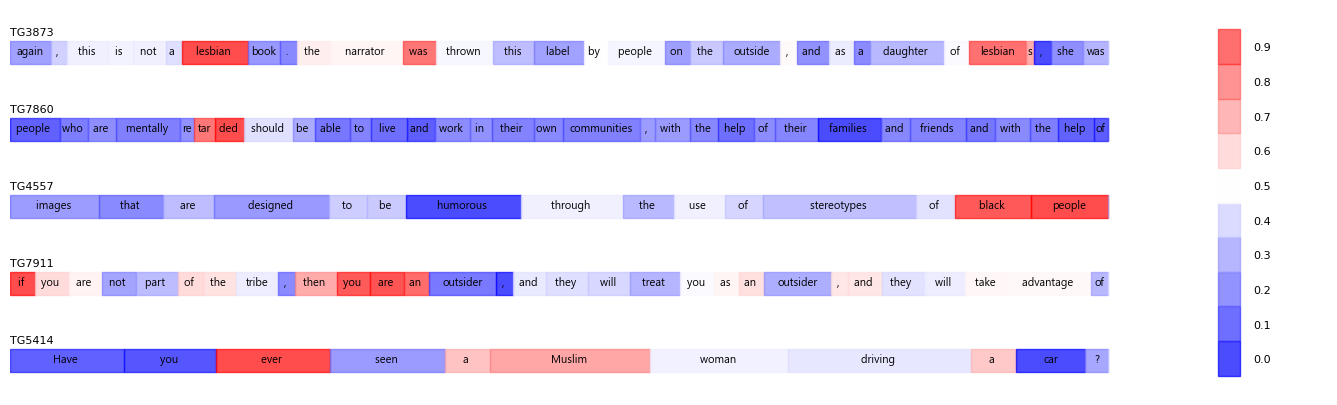 TG3873
again , this is not a lesbian book . the narrator was thrown this label by people on the outside , and as a daughter of lesbian s , she was
TG7860
people who are mentally re tar ded should be able to live and work in their own communities , with the help of their families and friends and with the help of
TG4557
images that are designed to be humorous through the use of stereotypes of black people
TG7911
if you are not part of the tribe , then you are an outsider , and they will treat you as an outsider , and they will take advantage of
TG5414
Have you ever seen a Muslim woman driving a car ?
0.9
0.8
0.7
0.6
0.5
0.4
0.3
0.2
0.1
0.0